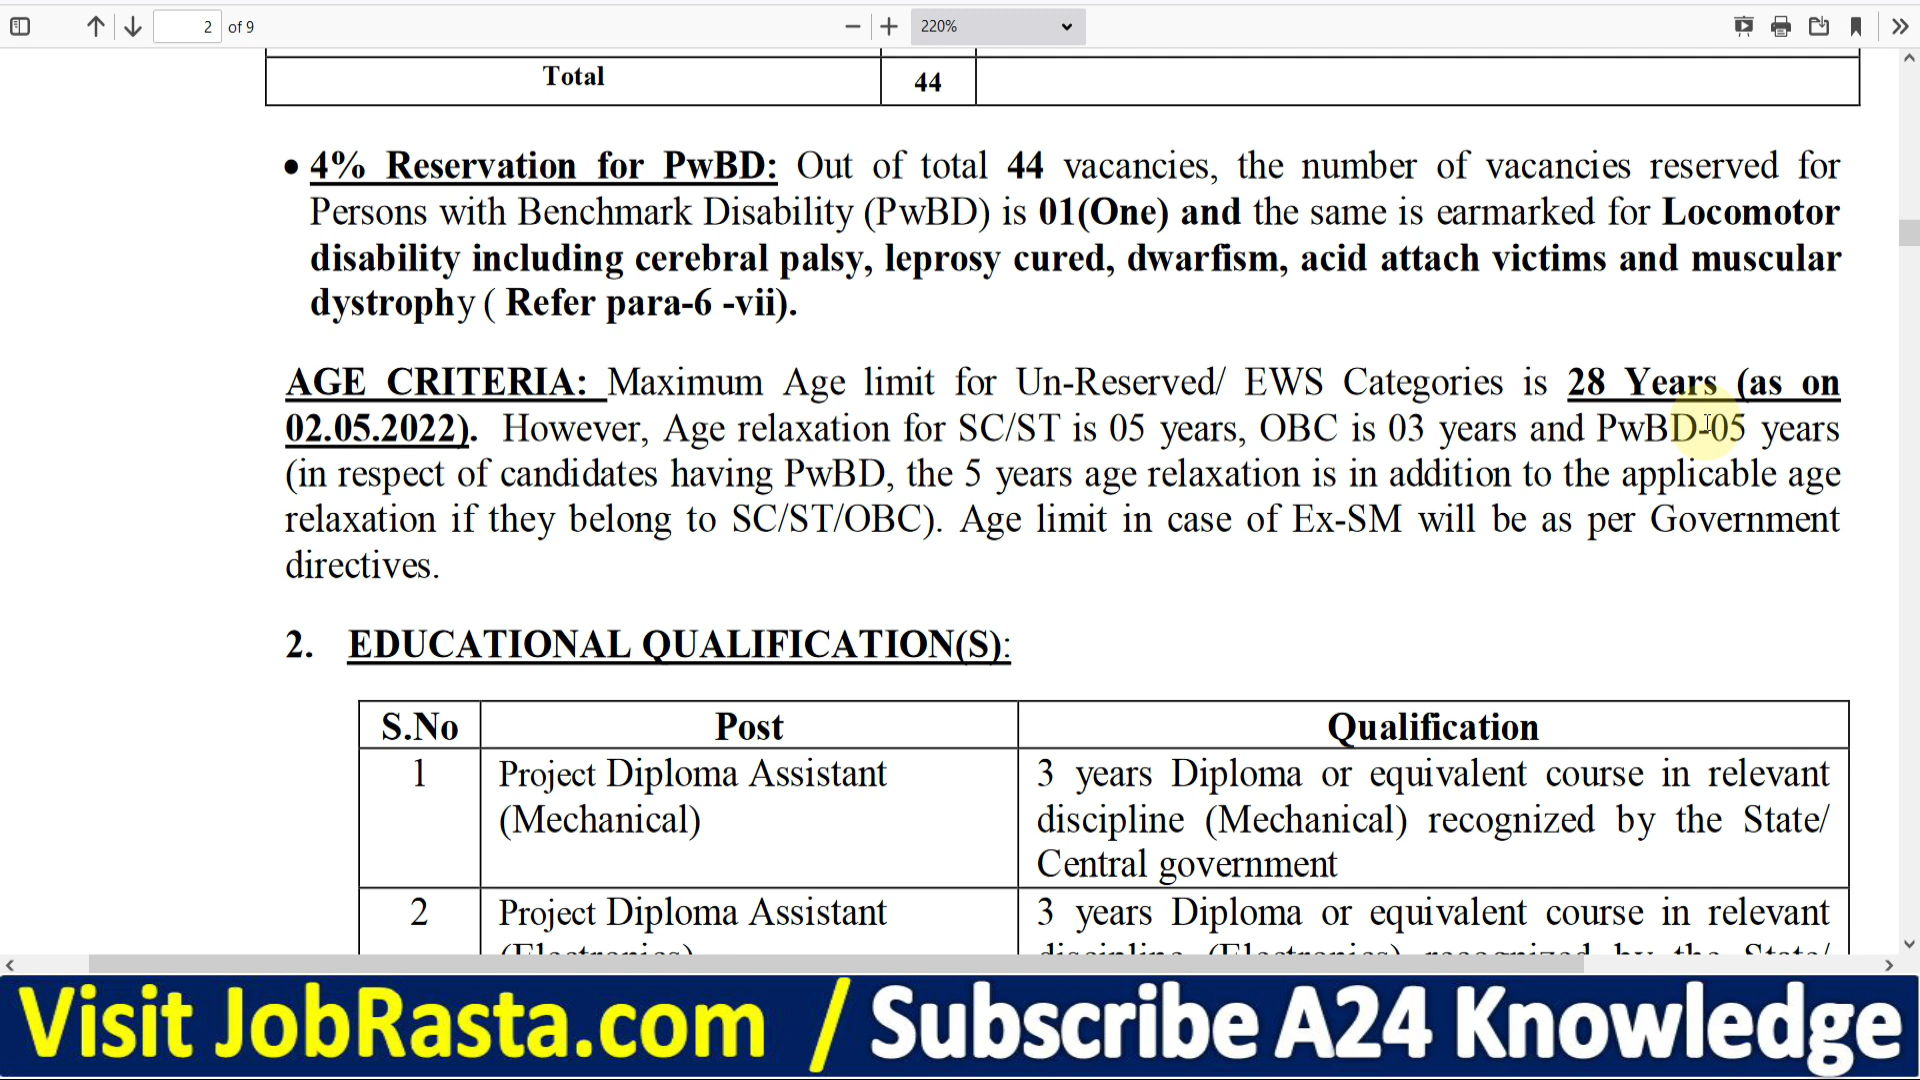 2 of 9
220%
Total 44
• 4% Reservation for PwBD: Out of total 44 vacancies, the number of vacancies reserved for
Persons with Benchmark Disability (PwBD) is 01(One) and the same is earmarked for Locomotor
disability including cerebral palsy, leprosy cured, dwarfism, acid attach victims and muscular
dystrophy ( Refer para-6 -vii).
AGE CRITERIA: Maximum Age limit for Un-Reserved/ EWS Categories is 28 Years (as on
02.05.2022). However, Age relaxation for SC/ST is 05 years, OBC is 03 years and PwBD-05 years
(in respect of candidates having PwBD, the 5 years age relaxation is in addition to the applicable age
relaxation if they belong to SC/ST/OBC). Age limit in case of Ex-SM will be as per Government
directives.
2. EDUCATIONAL QUALIFICATION(S):
S.No Post Qualification
1 Project Diploma Assistant 3 years Diploma or equivalent course in relevant
(Mechanical) discipline (Mechanical) recognized by the State/
Central government
2 Project Diploma Assistant 3 years Diploma or equivalent course in relevant
(Electronics) discipline (Electronics) recognized by the State/
Visit JobRasta.com / Subscribe A24 Knowledge